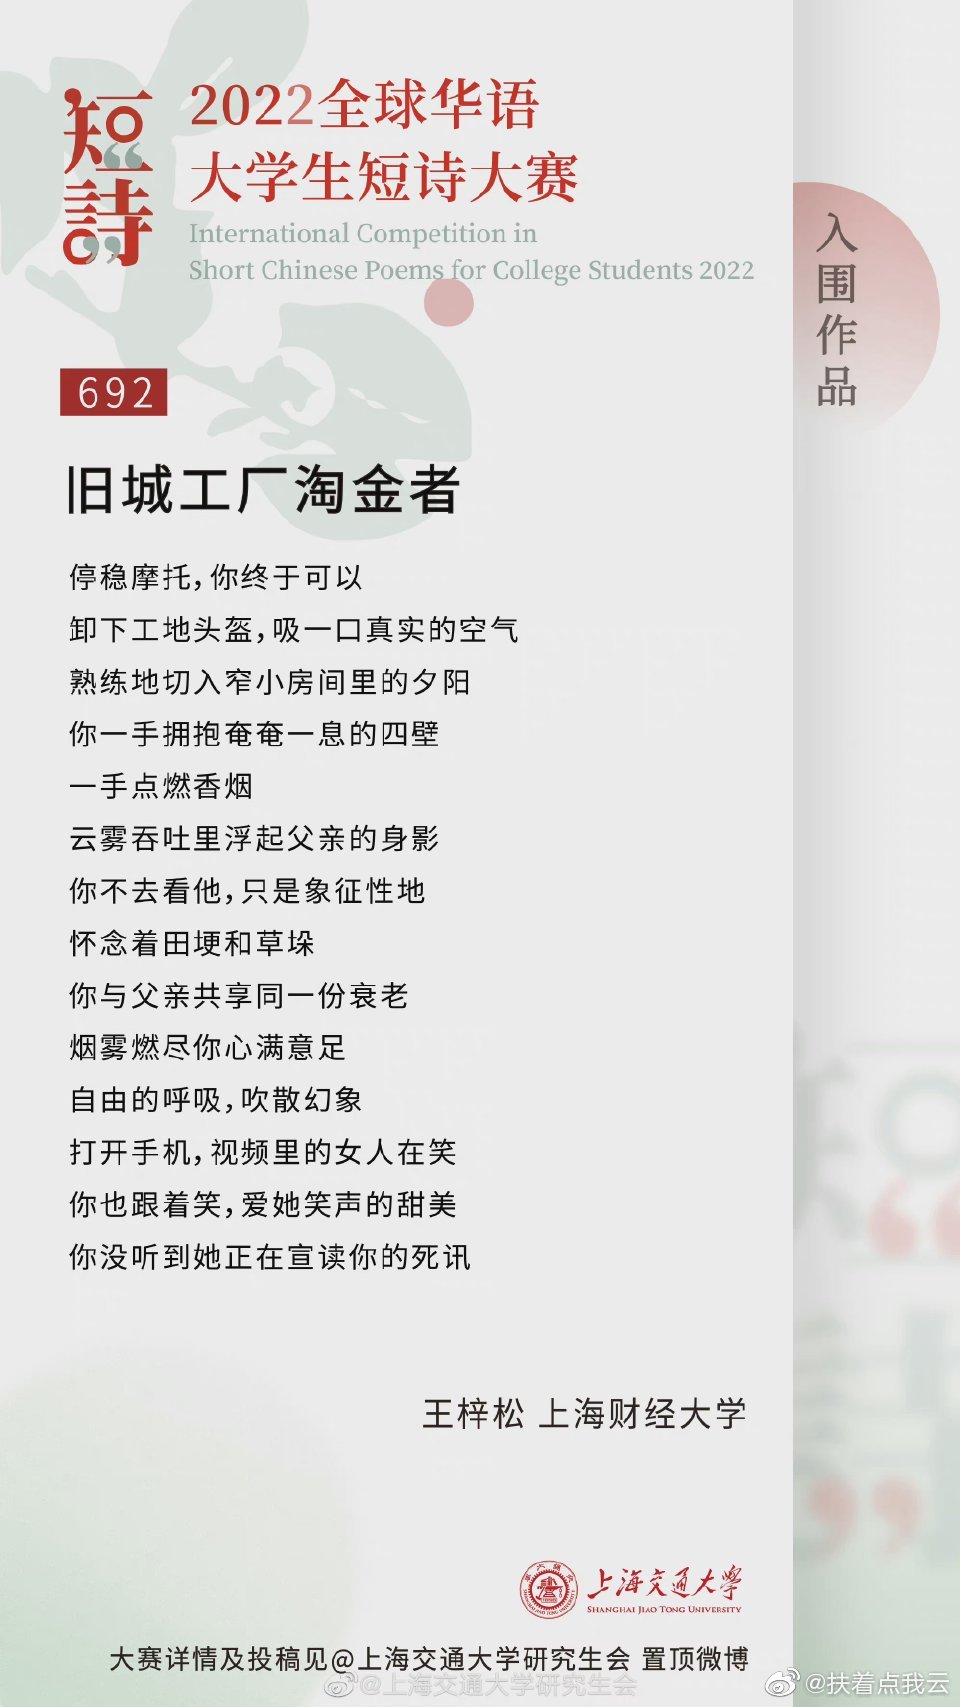 短詩
2022全球华语
大学生短诗大赛
International Competition in
Short Chinese Poems for College Students 2022
入围作品
692
旧城工厂淘金者
停稳摩托，你终于可以
卸下工地头盔，吸一口真实的空气
熟练地切入窄小房间里的夕阳
你一手拥抱奄奄一息的四壁
一手点燃香烟
云雾吞吐里浮起父亲的身影
你不去看他，只是象征性地
怀念着田埂和草垛
你与父亲共享同一份衰老
烟雾燃尽你心满意足
自由的呼吸，吹散幻象
打开手机，视频里的女人在笑
你也跟着笑，爱她笑声的甜美
你没听到她正在宣读你的死讯
王梓松 上海财经大学
上海交通大学
SHANGHAI JIAO TONG UNIVERSITY
大赛详情及投稿见@上海交通大学研究生会 置顶微博
@上海交通大学研究生会
@扶着点我云